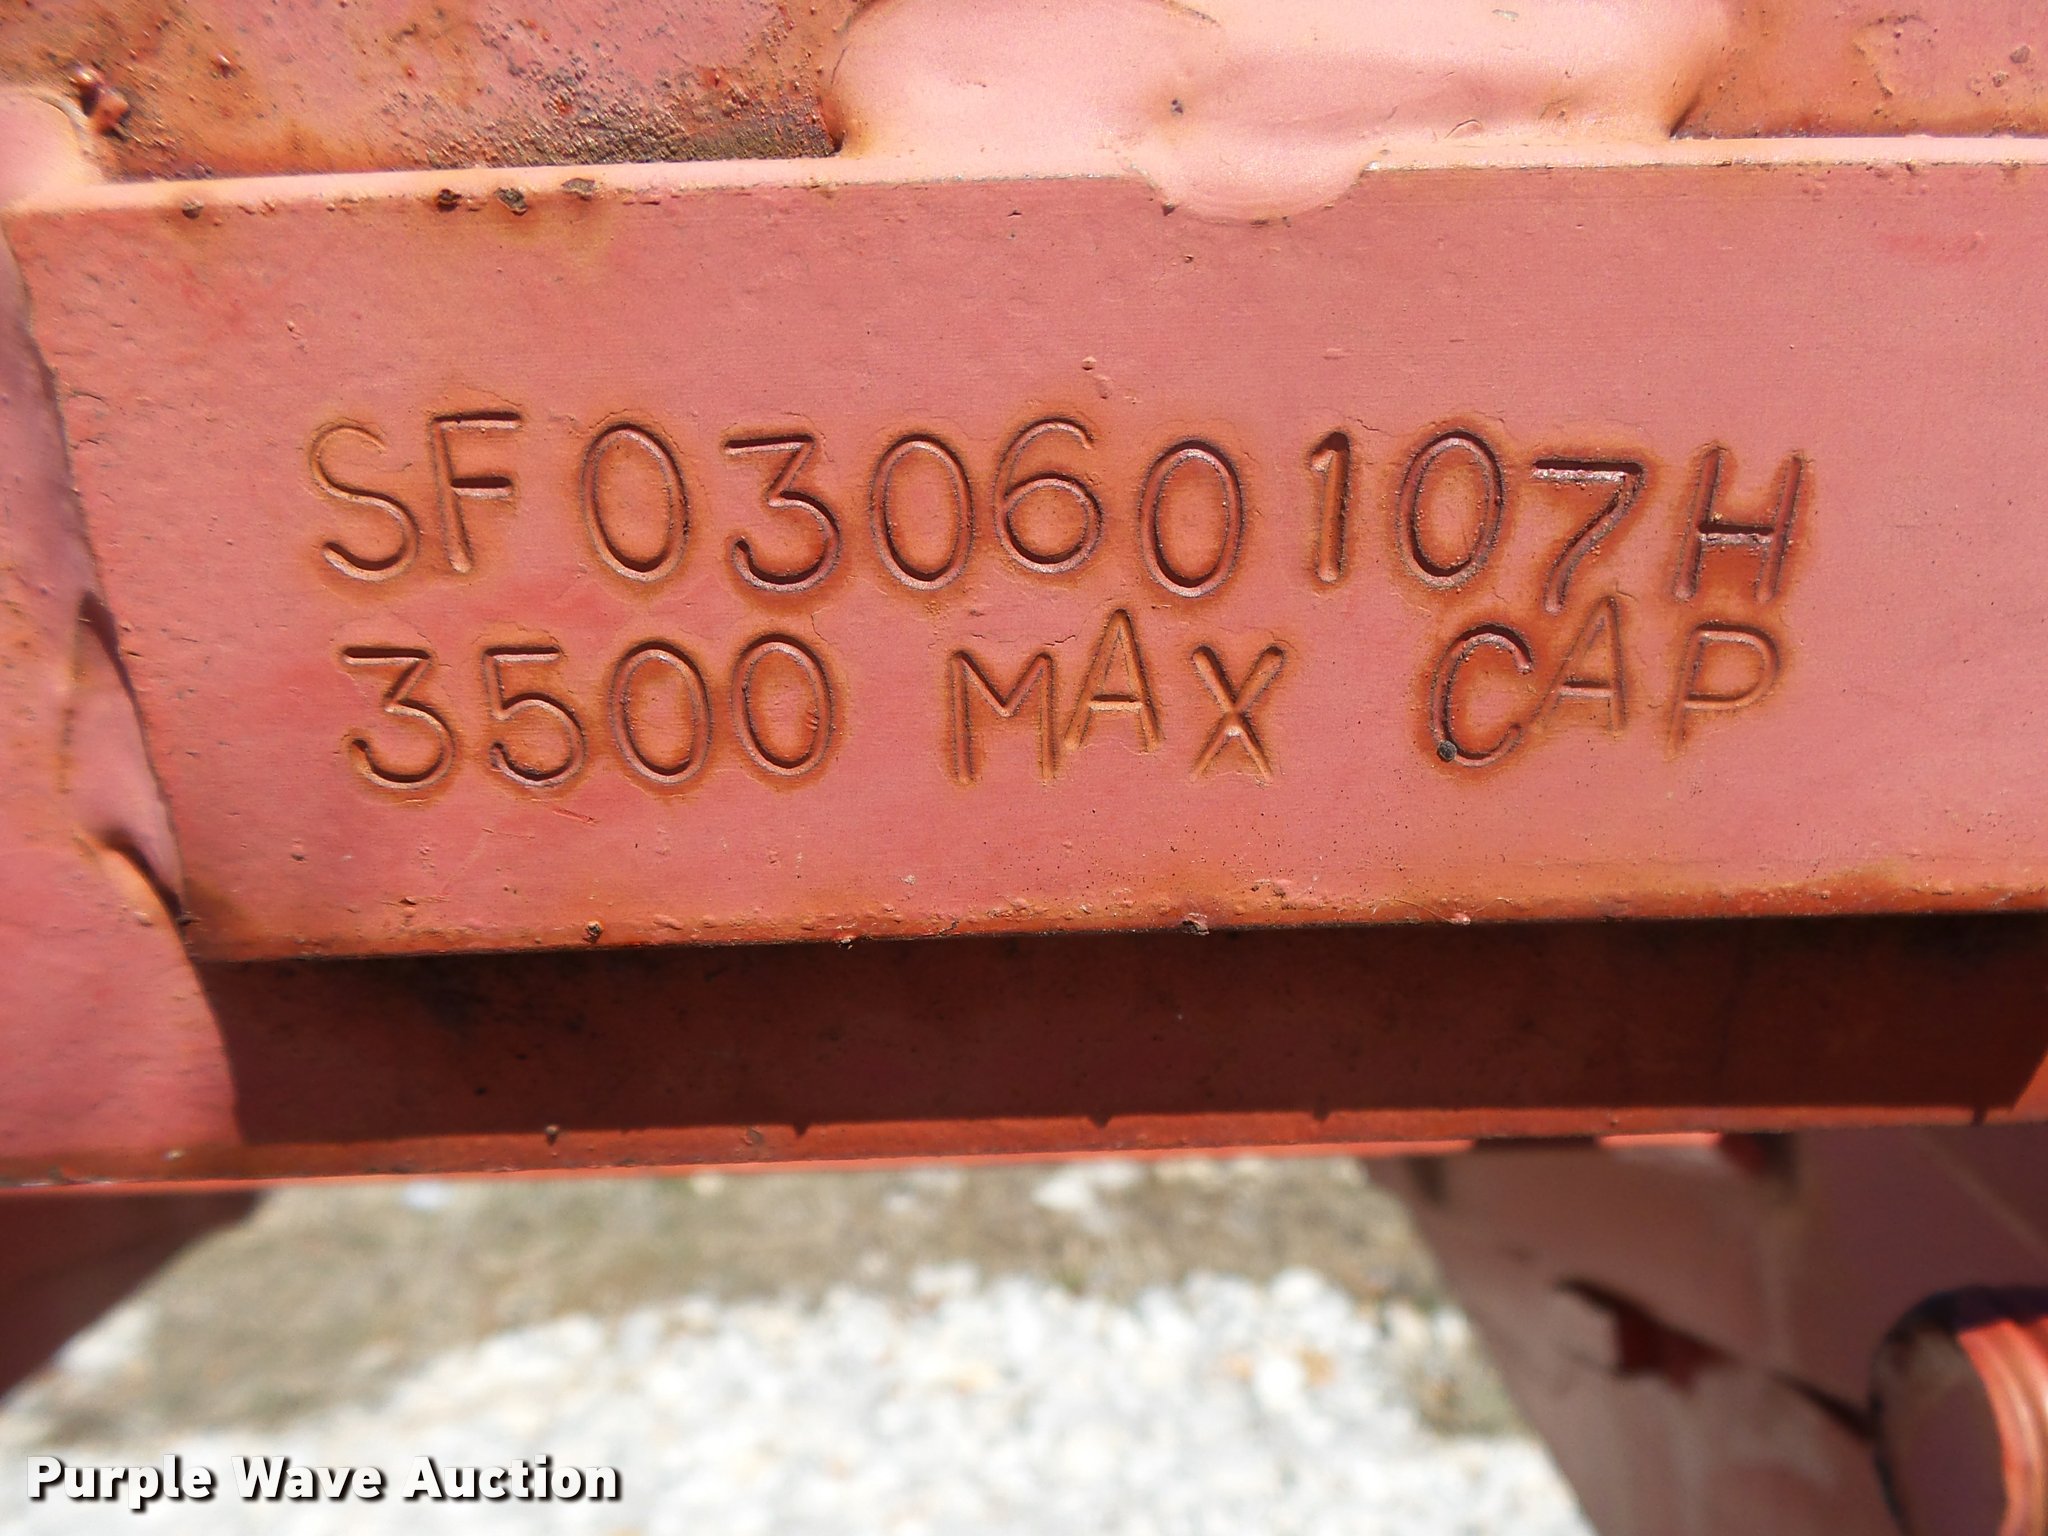 SF03060107H
3500 MAX CAP
Purple Wave Auction